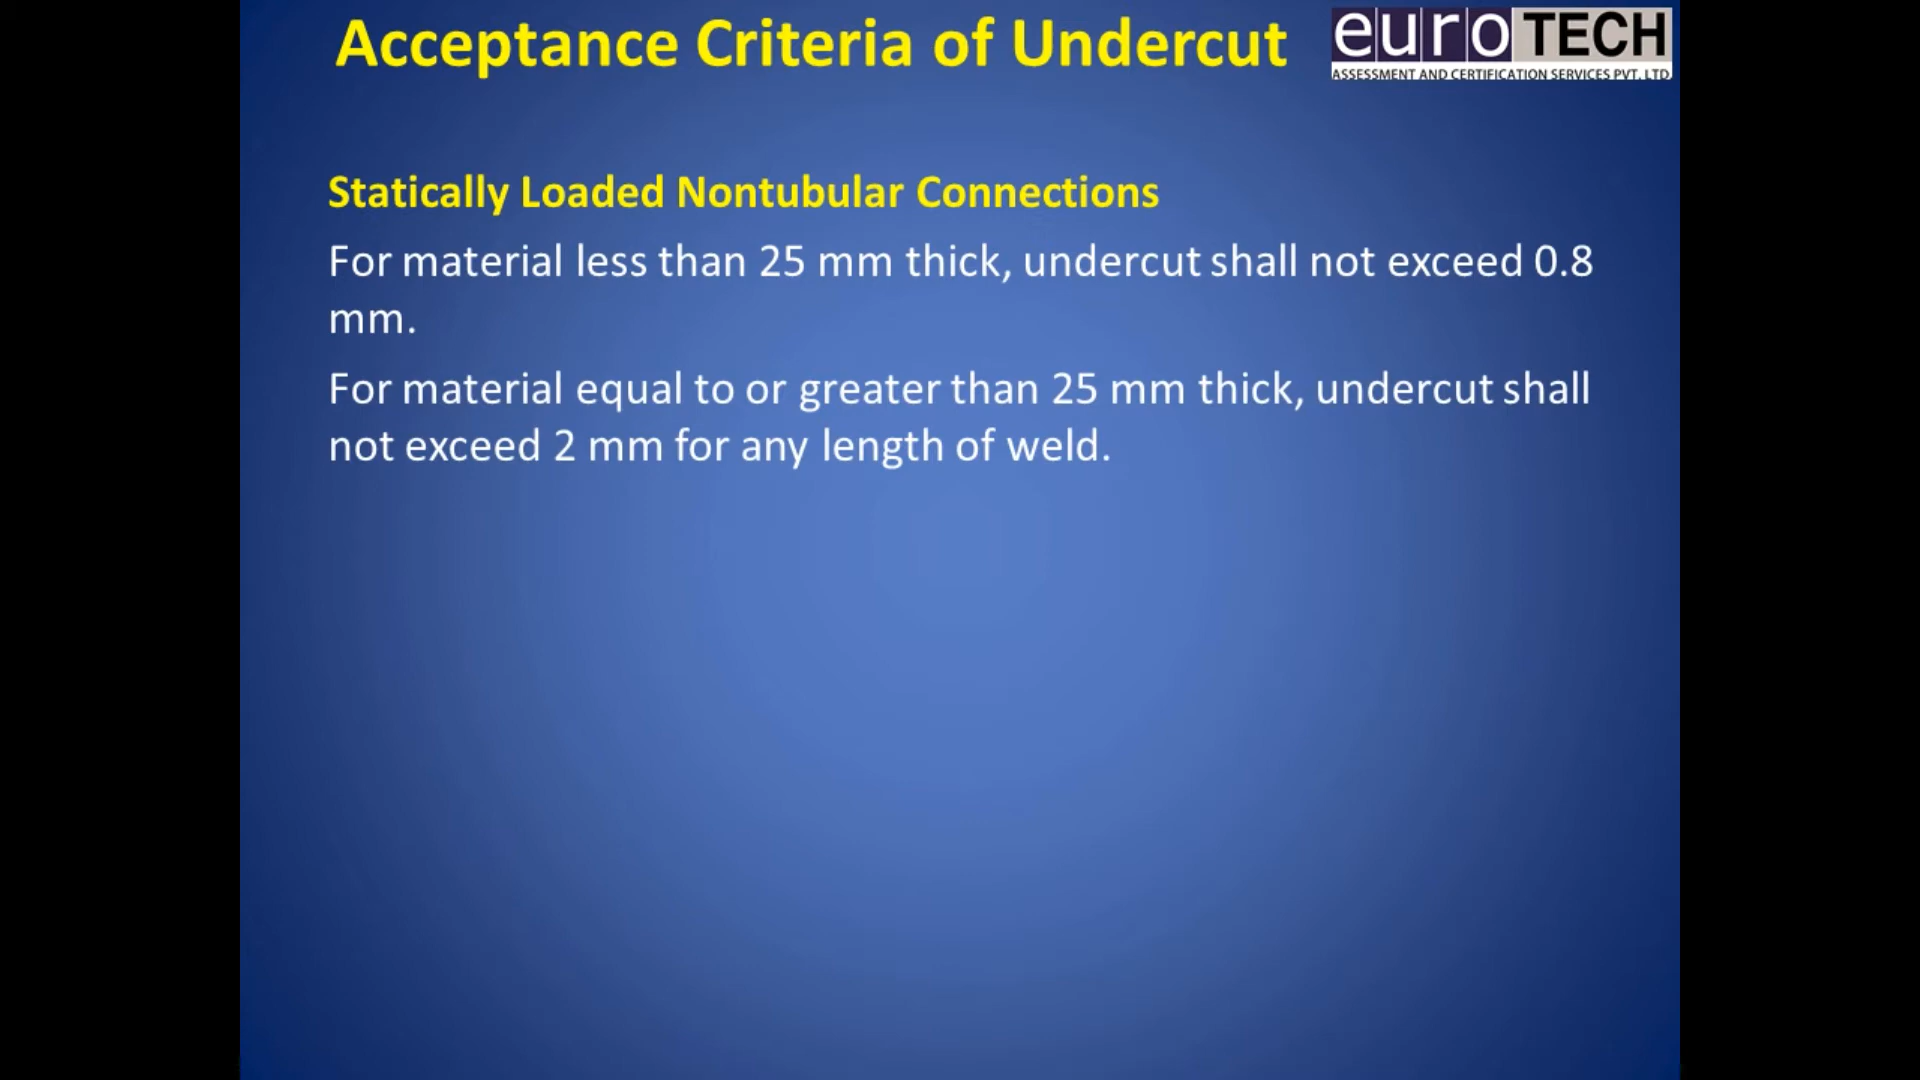 Acceptance Criteria of Undercut
euroTECH
ASSESSMENT AND CERTIFICATION SERVICES PVT. LTD
Statically Loaded Nontubular Connections
For material less than 25 mm thick, undercut shall not exceed 0.8
mm.
For material equal to or greater than 25 mm thick, undercut shall
not exceed 2 mm for any length of weld.